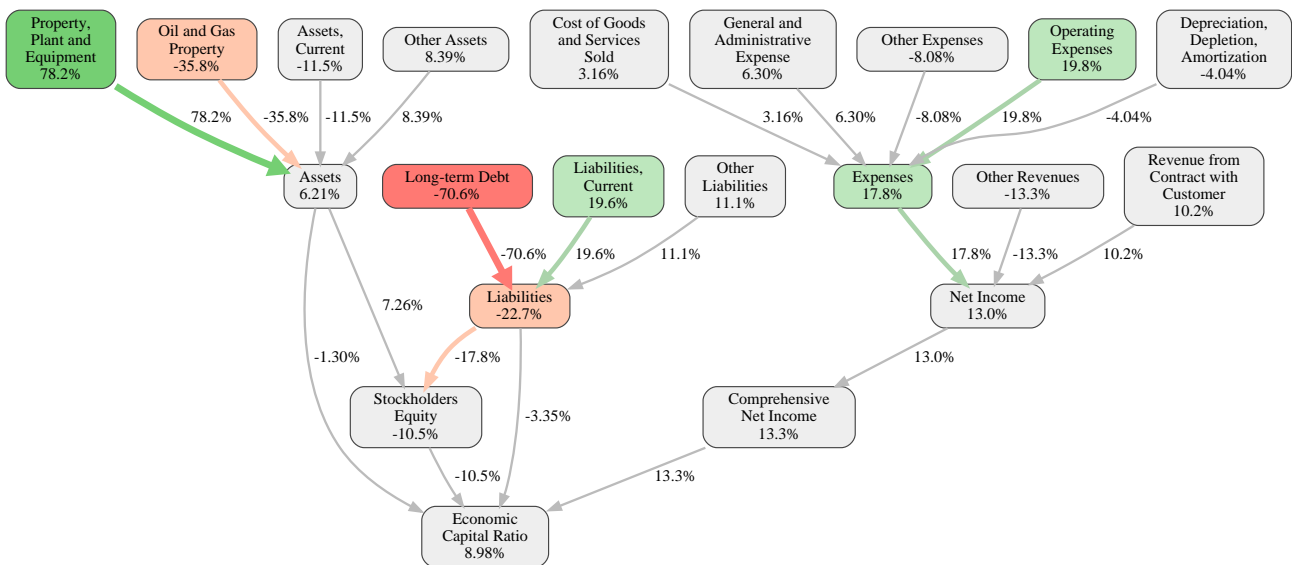 Property,
Plant and
Equipment
78.2%
Oil and Gas
Property
-35.8%
Assets,
Current
-11.5%
Other Assets
8.39%
Cost of Goods
and Services
Sold
3.16%
General and
Administrative
Expense
6.30%
Other Expenses
-8.08%
Operating
Expenses
19.8%
Depreciation,
Depletion,
Amortization
-4.04%
78.2%
-35.8%
-11.5%
8.39%
3.16%
6.30%
-8.08%
19.8%
-4.04%
Assets
6.21%
Long-term Debt
-70.6%
Liabilities,
Current
19.6%
Other
Liabilities
11.1%
Expenses
17.8%
Other Revenues
-13.3%
Revenue from
Contract with
Customer
10.2%
-70.6%
19.6%
11.1%
17.8%
-13.3%
10.2%
Liabilities
-22.7%
Net Income
13.0%
7.26%
-1.30%
-17.8%
-3.35%
13.0%
Stockholders
Equity
-10.5%
Comprehensive
Net Income
13.3%
-10.5%
13.3%
Economic
Capital Ratio
8.98%